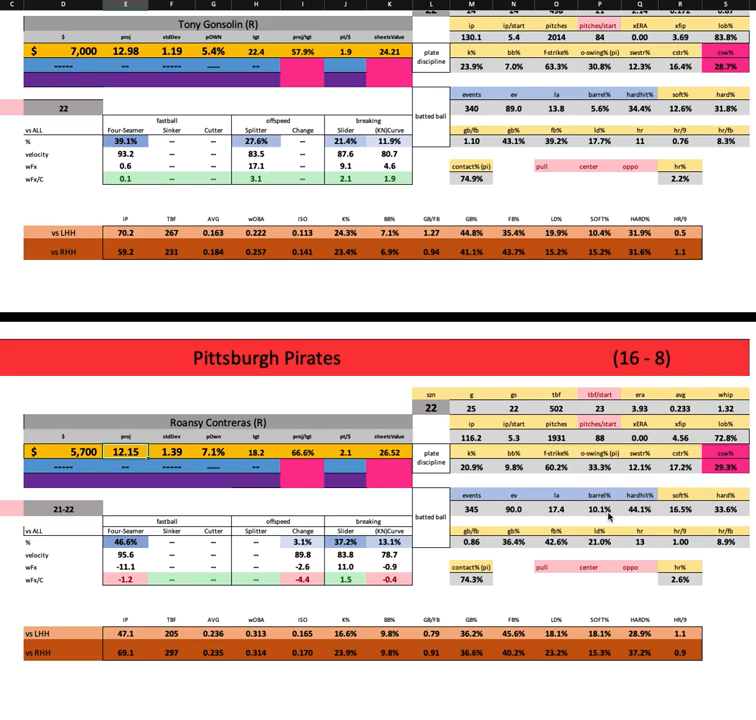 C D E F G H I J K L M N O P Q R S
Tony Gonsolin (R)
ip ip/start pitches pitches/start xERA xfip lob%
130.1 5.4 2014 84 0.00 3.69 83.8%
$ proj stdDev pOWN tgt proj/tgt pt/$ sheetsValue
$ 7,000 12.98 1.19 5.4% 22.4 57.9% 1.9 24.21
plate discipline
k% bb% f-strike% o-swing% (pi) swstr% cstr% csw%
23.9% 7.0% 63.3% 30.8% 12.3% 16.4% 28.7%
----- -- ----- ---- -- -----
22
batted ball
events ev la barrel% hardhit% soft% hard%
340 89.0 13.8 5.6% 34.4% 12.6% 31.8%
fastball offspeed breaking
vs ALL Four-Seamer Sinker Cutter Splitter Change Slider (KN)Curve
gb/fb gb% fb% ld% hr hr/9 hr/fb
1.10 43.1% 39.2% 17.7% 11 0.76 8.3%
% 39.1% -- -- 27.6% -- 21.4% 11.9%
velocity 93.2 -- -- 83.5 -- 87.6 80.7
wFx 0.6 -- -- 17.1 -- 9.1 4.6
wFx/C 0.1 -- -- 3.1 -- 2.1 1.9
contact% (pi) pull center oppo hr%
74.9% 2.2%
IP TBF AVG wOBA ISO K% BB% GB/FB GB% FB% LD% SOFT% HARD% HR/9
vs LHH 70.2 267 0.163 0.222 0.113 24.3% 7.1% 1.27 44.8% 35.4% 19.9% 10.4% 31.9% 0.5
vs RHH 59.2 231 0.184 0.257 0.141 23.4% 6.9% 0.94 41.1% 43.7% 15.2% 15.2% 31.6% 1.1
Pittsburgh Pirates (16 - 8)
szn g gs tbf tbf/start era avg whip
22 25 22 502 23 3.93 0.233 1.32
Roansy Contreras (R)
ip ip/start pitches pitches/start xERA xfip lob%
116.2 5.3 1931 88 0.00 4.56 72.8%
$ proj stdDev pOwn tgt proj/tgt pt/$ sheetsValue
$ 5,700 12.15 1.39 7.1% 18.2 66.6% 2.1 26.52
plate discipline
k% bb% f-strike% o-swing% (pi) swstr% cstr% csw%
20.9% 9.8% 60.2% 33.3% 12.1% 17.2% 29.3%
----- -- ----- ---- -- -----
21-22
batted ball
events ev la barrel% hardhit% soft% hard%
345 90.0 17.4 10.1% 44.1% 16.5% 33.6%
fastball offspeed breaking
vs ALL Four-Seamer Sinker Cutter Splitter Change Slider (KN)Curve
gb/fb gb% fb% ld% hr hr/9 hr/fb
0.86 36.4% 42.6% 21.0% 13 1.00 8.9%
% 46.6% -- -- -- 3.1% 37.2% 13.1%
velocity 95.6 -- -- -- 89.8 83.8 78.7
wFx -11.1 -- -- -- -2.6 11.0 -0.9
wFx/C -1.2 -- -- -- -4.4 1.5 -0.4
contact% (pi) pull center oppo hr%
74.3% 2.6%
IP TBF AVG wOBA ISO K% BB% GB/FB GB% FB% LD% SOFT% HARD% HR/9
vs LHH 47.1 205 0.236 0.313 0.165 16.6% 9.8% 0.79 36.2% 45.6% 18.1% 18.1% 28.9% 1.1
vs RHH 69.1 297 0.235 0.314 0.170 23.9% 9.8% 0.91 36.6% 40.2% 23.2% 15.3% 37.2% 0.9